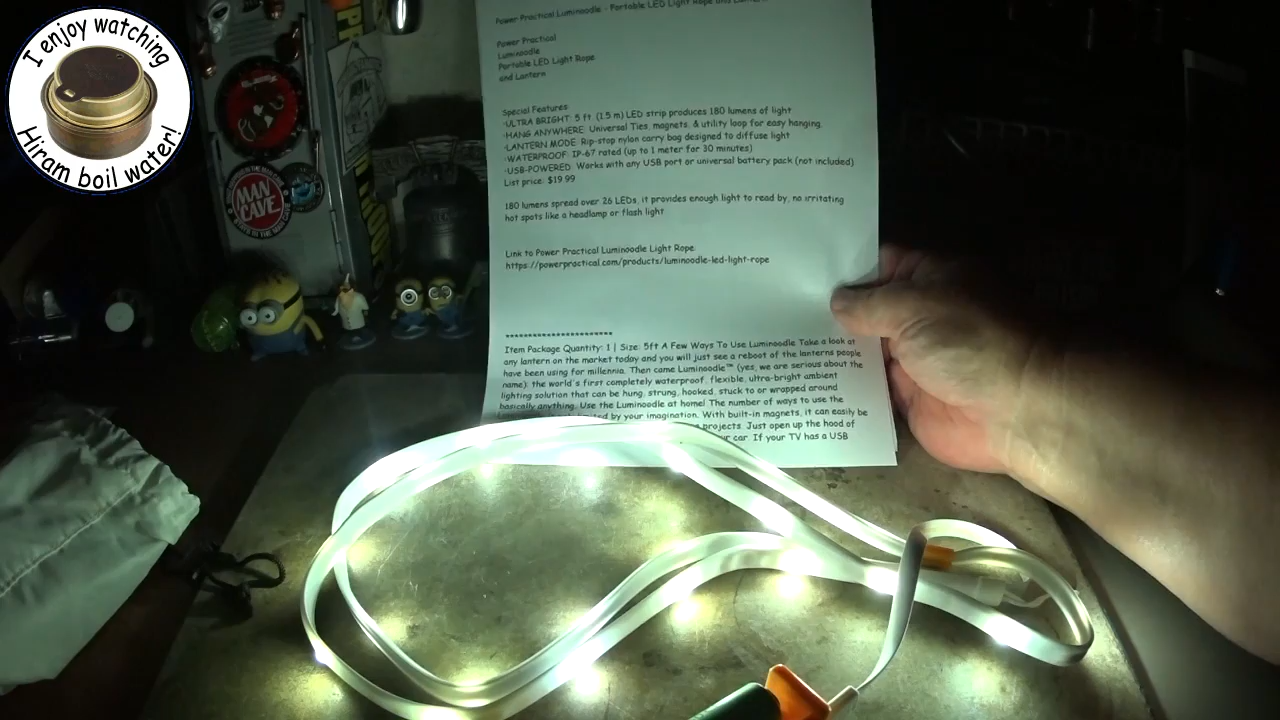 I enjoy watching
Hiram boil water!
MAN
CAVE
Power Practical Luminoodle - Portable LED Light Rope and
Power Practical
Luminoodle
Portable LED Light Rope
and Lantern
Special Features:
·ULTRA BRIGHT: 5 ft (1.5 m) LED strip produces 180 lumens of light
·HANG ANYWHERE: Universal Ties, magnets, & utility loop for easy hanging,
·LANTERN MODE: Rip-stop nylon carry bag designed to diffuse light
·WATERPROOF: IP-67 rated (up to 1 meter for 30 minutes)
·USB-POWERED: Works with any USB port or universal battery pack (not included)
List price: $19.99
180 lumens spread over 26 LEDs, it provides enough light to read by, no irritating
hot spots like a headlamp or flash light
Link to Power Practical Luminoodle Light Rope:
https://powerpractical.com/products/luminoodle-led-light-rope
***********************
Item Package Quantity: 1 | Size: 5ft A Few Ways To Use Luminoodle Take a look at
any lantern on the market today and you will just see a reboot of the lanterns people
have been using for millennia. Then came Luminoodle™ (yes, we are serious about the
name): the world's first completely waterproof, flexible, ultra-bright ambient
lighting solution that can be hung, strung, hooked, stuck to or wrapped around
basically anything. Use the Luminoodle at home! The number of ways to use the
by your imagination. With built-in magnets, it can easily be
projects. Just open up the hood of
car. If your TV has a USB